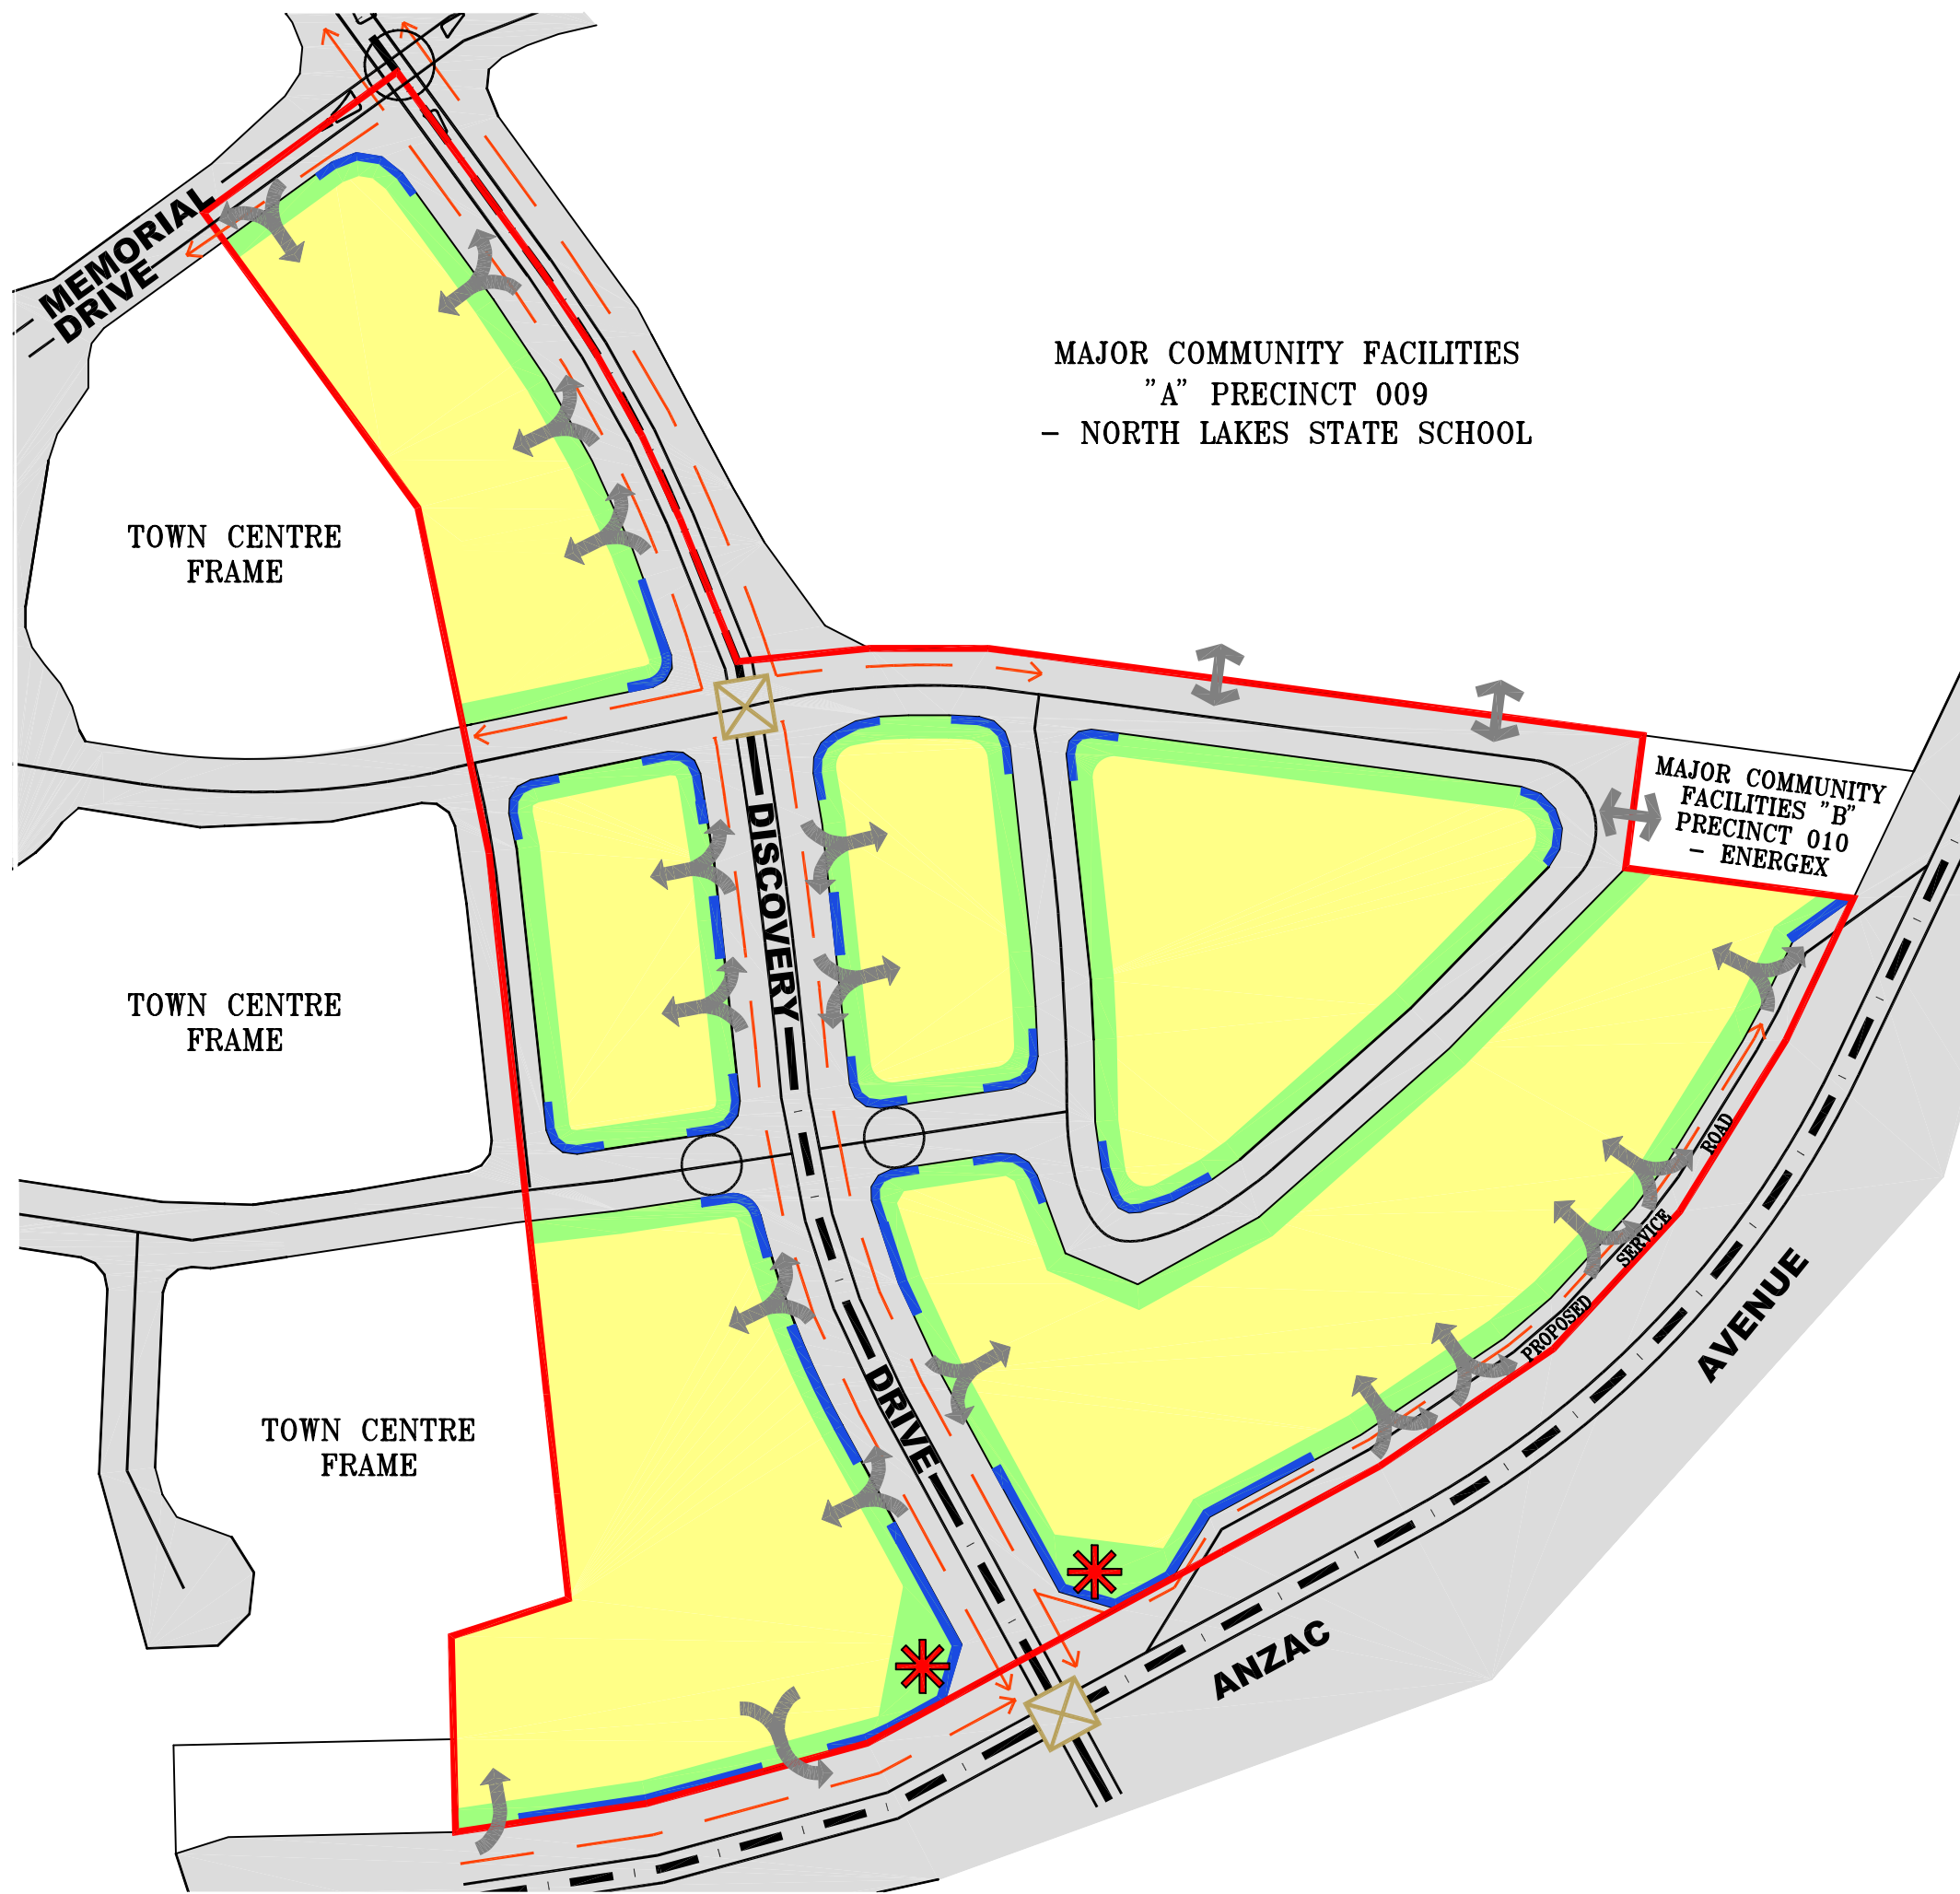 MEMORIAL
DRIVE
MAJOR COMMUNITY FACILITIES
"A" PRECINCT 009
- NORTH LAKES STATE SCHOOL
TOWN CENTRE
FRAME
MAJOR COMMUNITY
FACILITIES "B"
PRECINCT 010
- ENERGEX
DISCOVERY
DRIVE
TOWN CENTRE
FRAME
TOWN CENTRE
FRAME
PROPOSED SERVICE ROAD
ANZAC AVENUE